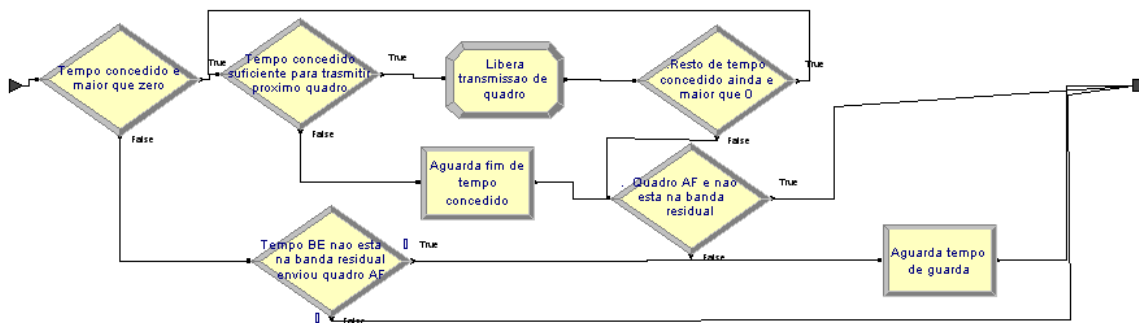 Tempo concedido e
maior que zero
True
False
Tempo concedido
suficiente para trasmitir
proximo quadro
True
False
Libera
transmissao de
quadro
.Resto de tempo
concedido ainda e
maior que 0
True
False
Aguarda fim de
tempo
concedido
. Quadro AF e nao
esta na banda
residual
True
False
Tempo BE nao esta
na banda residual
enviou quadro AF
True
False
Aguarda tempo
de guarda